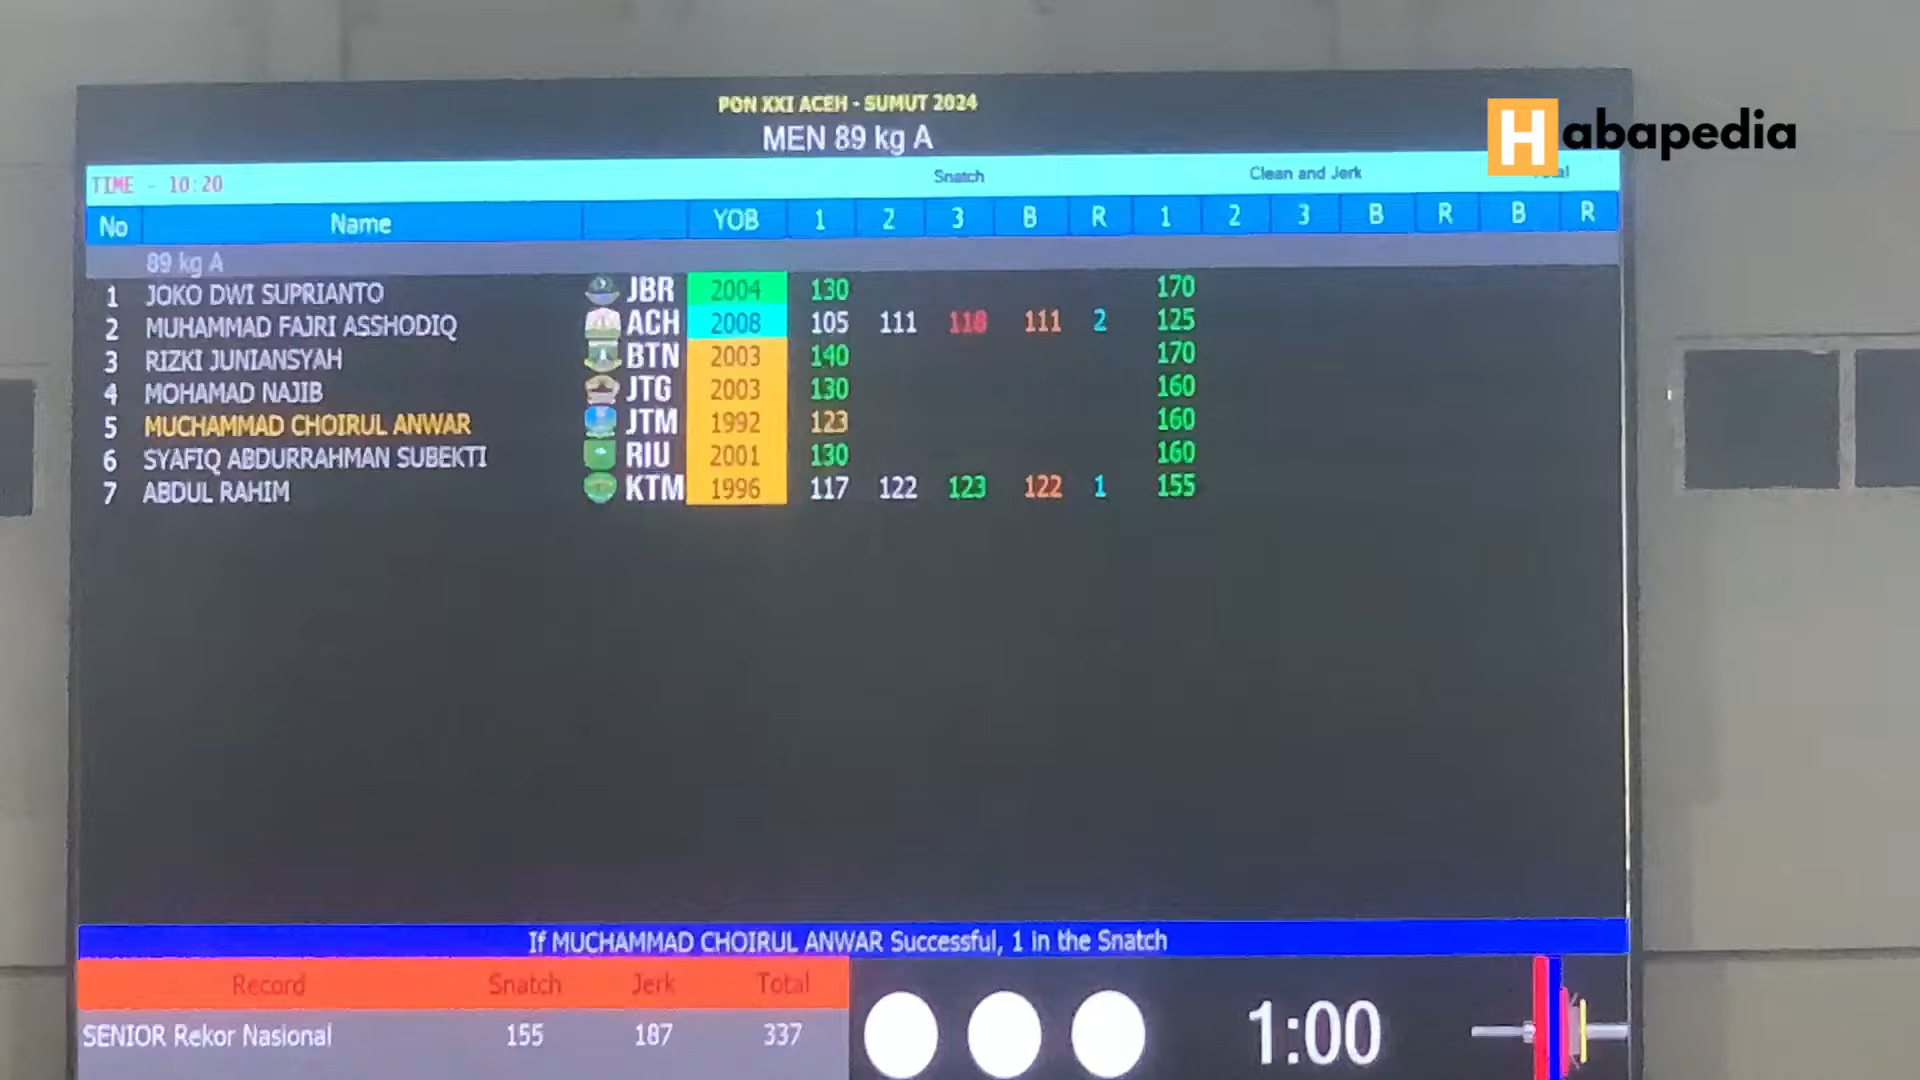 PON XXI ACEH - SUMUT 2024
MEN 89 kg A
Habapedia
TIME - 10:20 Snatch Clean and Jerk
No Name YOB 1 2 3 B R 1 2 3 B R B R
89 kg A
1 JOKO DWI SUPRIANTO JBR 2004 130 170
2 MUHAMMAD FAJRI ASSHODIQ ACH 2008 105 111 118 111 2 125
3 RIZKI JUNIANSYAH BTN 2003 140 170
4 MOHAMAD NAJIB JTG 2003 130 160
5 MUCHAMMAD CHOIRUL ANWAR JTM 1992 123 160
6 SYAFIQ ABDURRAHMAN SUBEKTI RIU 2001 130 160
7 ABDUL RAHIM KTM 1996 117 122 123 122 1 155
If MUCHAMMAD CHOIRUL ANWAR Successful, 1 in the Snatch
Record Snatch Jerk Total
SENIOR Rekor Nasional 155 187 337
1:00